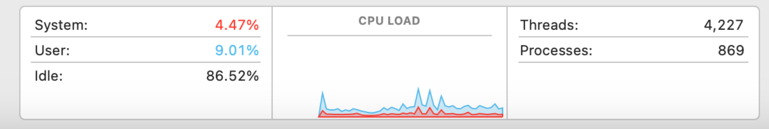 System: 4.47%
User: 9.01%
Idle: 86.52%
CPU LOAD
Threads: 4,227
Processes: 869